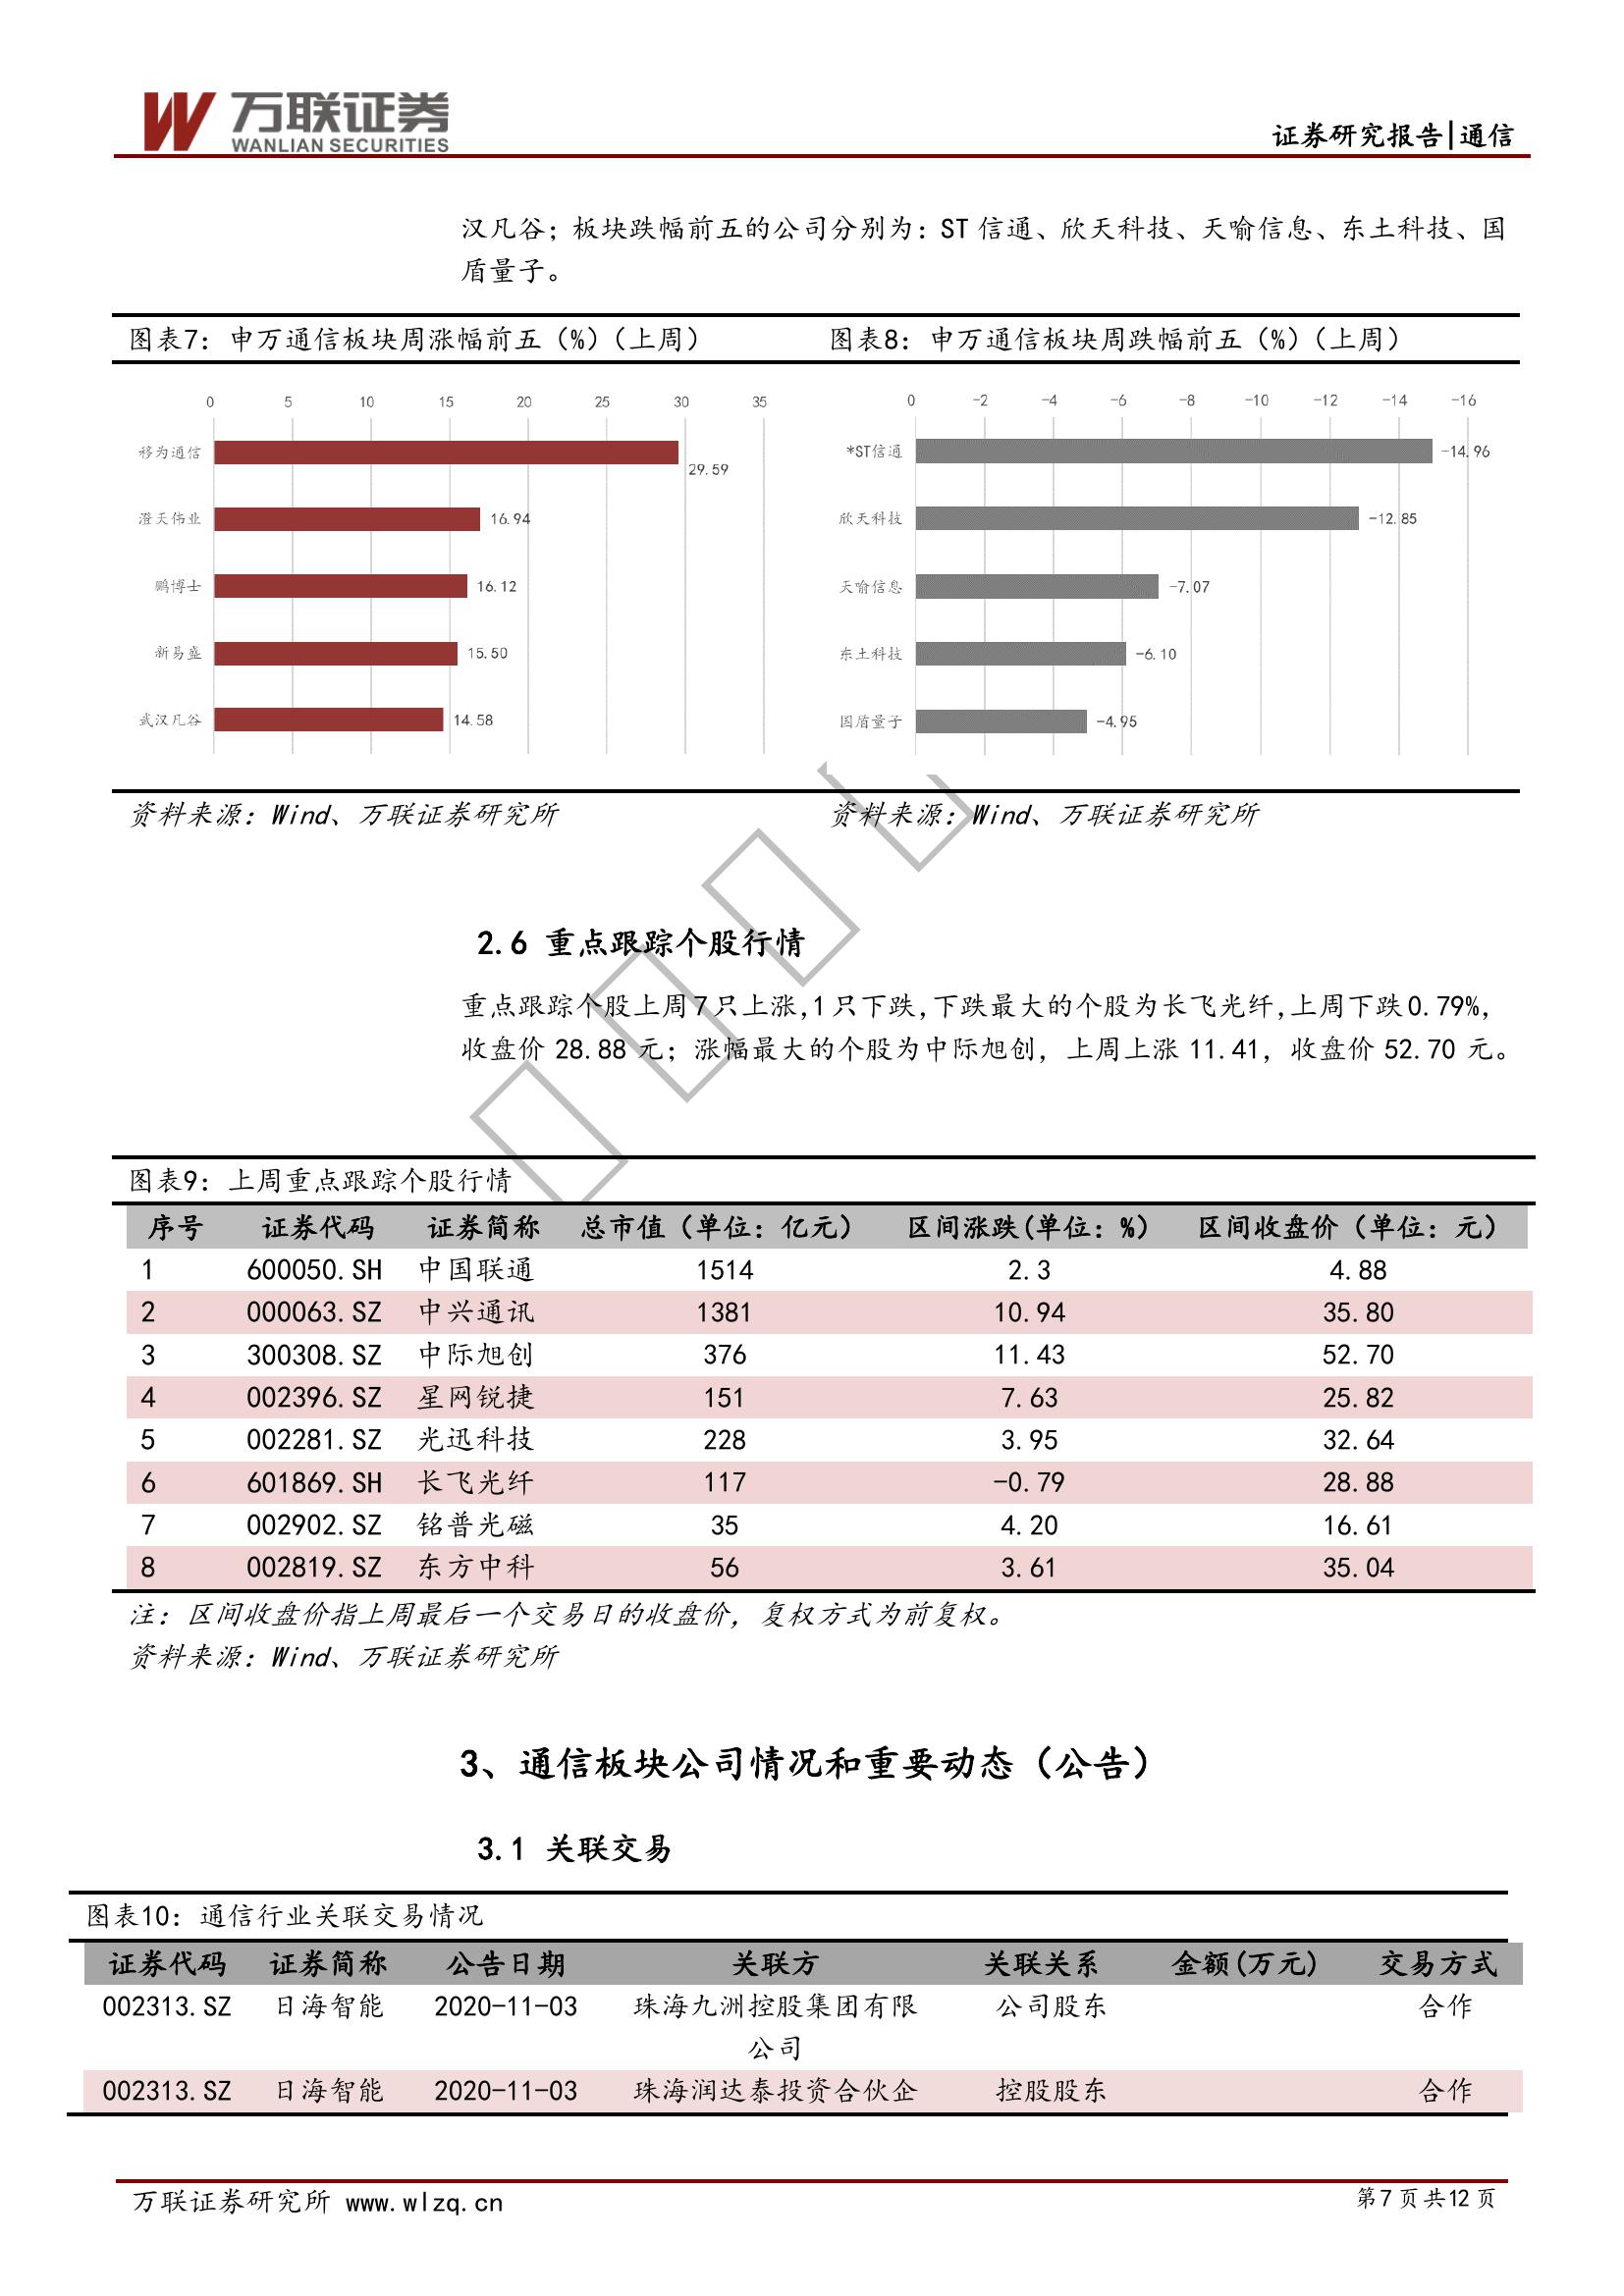 万联证券
WANLIAN SECURITIES
证券研究报告|通信
汉凡谷；板块跌幅前五的公司分别为：ST 信通、欣天科技、天喻信息、东土科技、国
盾量子。
图表7：申万通信板块周涨幅前五（%）（上周）
0 5 10 15 20 25 30 35
移为通信 29.59
澄天伟业 16.94
鹏博士 16.12
新易盛 15.50
武汉凡谷 14.58
资料来源：Wind、万联证券研究所
图表8：申万通信板块周跌幅前五（%）（上周）
0 -2 -4 -6 -8 -10 -12 -14 -16
*ST信通 -14.96
欣天科技 -12.85
天喻信息 -7.07
东土科技 -6.10
国盾量子 -4.95
资料来源：Wind、万联证券研究所
2.6 重点跟踪个股行情
重点跟踪个股上周7只上涨,1只下跌,下跌最大的个股为长飞光纤,上周下跌0.79%,
收盘价 28.88 元；涨幅最大的个股为中际旭创，上周上涨 11.41，收盘价 52.70 元。
图表9：上周重点跟踪个股行情
序号 证券代码 证券简称 总市值（单位：亿元） 区间涨跌(单位：%) 区间收盘价（单位：元）
1 600050.SH 中国联通 1514 2.3 4.88
2 000063.SZ 中兴通讯 1381 10.94 35.80
3 300308.SZ 中际旭创 376 11.43 52.70
4 002396.SZ 星网锐捷 151 7.63 25.82
5 002281.SZ 光迅科技 228 3.95 32.64
6 601869.SH 长飞光纤 117 -0.79 28.88
7 002902.SZ 铭普光磁 35 4.20 16.61
8 002819.SZ 东方中科 56 3.61 35.04
注：区间收盘价指上周最后一个交易日的收盘价，复权方式为前复权。
资料来源：Wind、万联证券研究所
3、通信板块公司情况和重要动态（公告）
3.1 关联交易
图表10：通信行业关联交易情况
证券代码 证券简称 公告日期 关联方 关联关系 金额(万元) 交易方式
002313.SZ 日海智能 2020-11-03 珠海九洲控股集团有限 公司股东 合作
公司
002313.SZ 日海智能 2020-11-03 珠海润达泰投资合伙企 控股股东 合作
万联证券研究所 www.wlzq.cn
第7页共12页